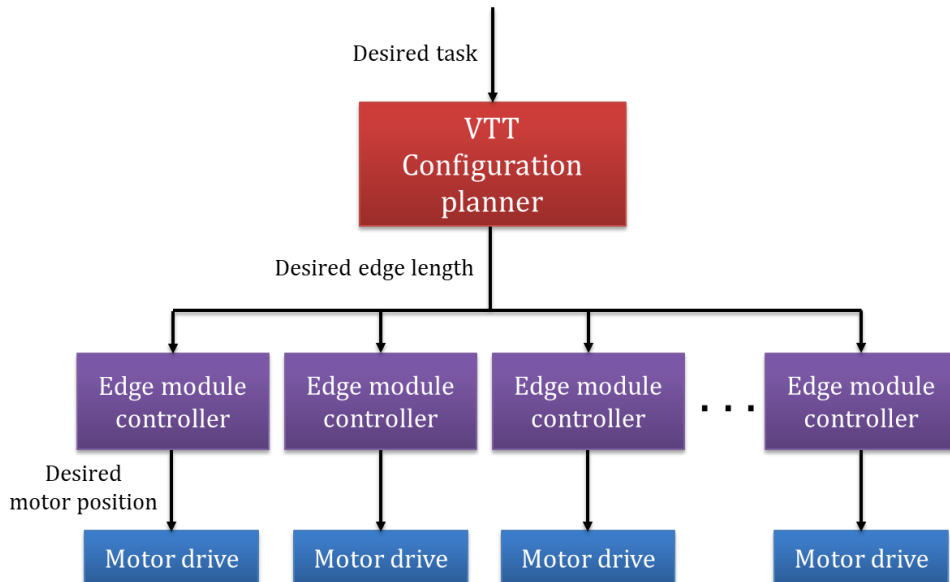 Desired task
VTT
Configuration
planner
Desired edge length
Edge module
controller
Edge module
controller
Edge module
controller
. . .
Edge module
controller
Desired
motor position
Motor drive
Motor drive
Motor drive
Motor drive